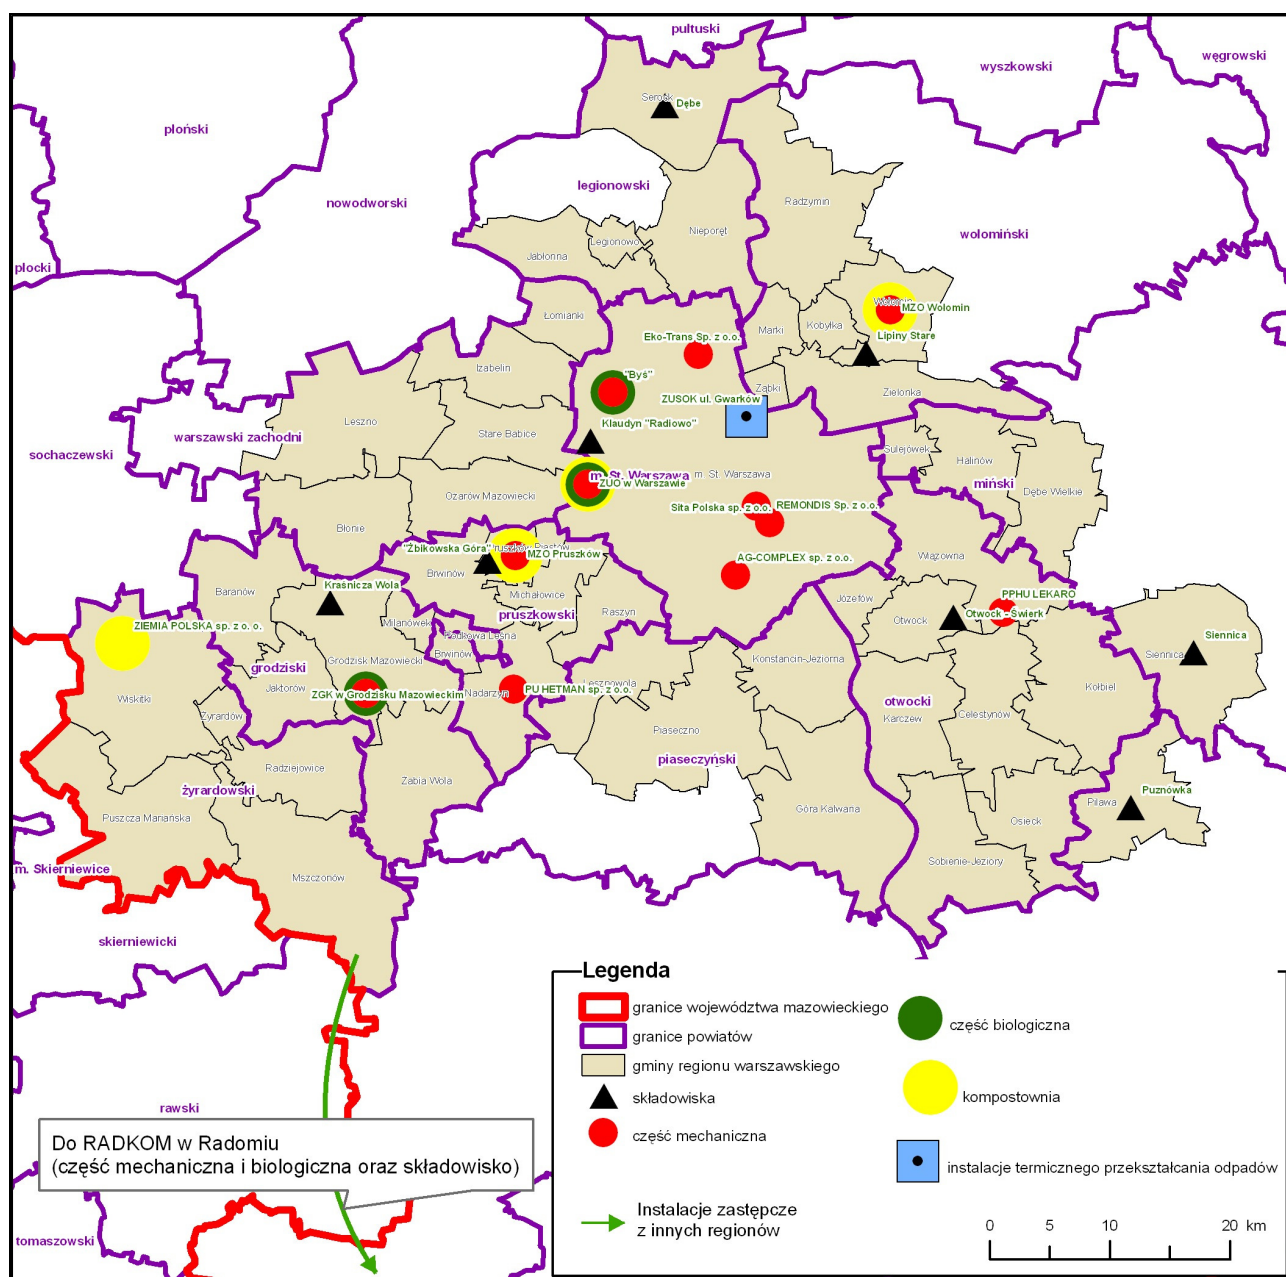 pułtuski
wyszkowski
węgrowski
Serock
Dębe
płoński
legionowski
nowodworski
Radzymin
Nieporęt
wołomiński
Legionowo
Jabłonna
płocki
Wołomin
MZO Wołomin
Łomianki
Marki
Kobyłka
Eko-Trans Sp. z o.o.
Lipiny Stare
Izabelin
"Byś"
Ząbki
Zielonka
ZUSOK ul. Gwarków
Leszno
Klaudyn "Radiowo"
warszawski zachodni
Stare Babice
sochaczewski
Sulejówek
Halinów
m. St. Warszawa
m. St. Warszawa
Dębe Wielkie
miński
ZUO w Warszawie
Ożarów Mazowiecki
Sita Polska sp. z o.o.
REMONDIS Sp. z o.o.
Błonie
"Żbikowska Góra"
Pruszków
Piastów
MZO Pruszków
AG-COMPLEX sp. z o.o.
Wiązowna
Brwinów
Baranów
Kraśnicza Wola
Michałowice
Józefów
PPHU LEKARO
pruszkowski
Raszyn
Otwock - Świerk
Otwock
Milanówek
ZIEMIA POLSKA sp. z o. o.
Podkowa Leśna
Siennica
Siennica
Brwinów
Grodzisk Mazowiecki
Konstancin-Jeziorna
grodziski
Lesznowola
Jaktorów
ZGK w Grodzisku Mazowieckim
Nadarzyn
PU HETMAN sp. z o.o.
Kołbiel
Wiskitki
otwocki
Żyrardów
Celestynów
Karczew
Piaseczno
piaseczyński
Radziejowice
Żabia Wola
żyrardowski
Puznówka
Pilawa
Góra Kalwaria
Puszcza Mariańska
Osieck
Sobienie-Jeziory
m. Skierniewice
Mszczonów
skierniewicki
rawski
Do RADKOM w Radomiu
(część mechaniczna i biologiczna oraz składowisko)
tomaszowski
Legenda
granice województwa mazowieckiego
granice powiatów
gminy regionu warszawskiego
składowiska
część mechaniczna
Instalacje zastępcze
z innych regionów
część biologiczna
kompostownia
instalacje termicznego przekształcania odpadów
0 5 10 20 km